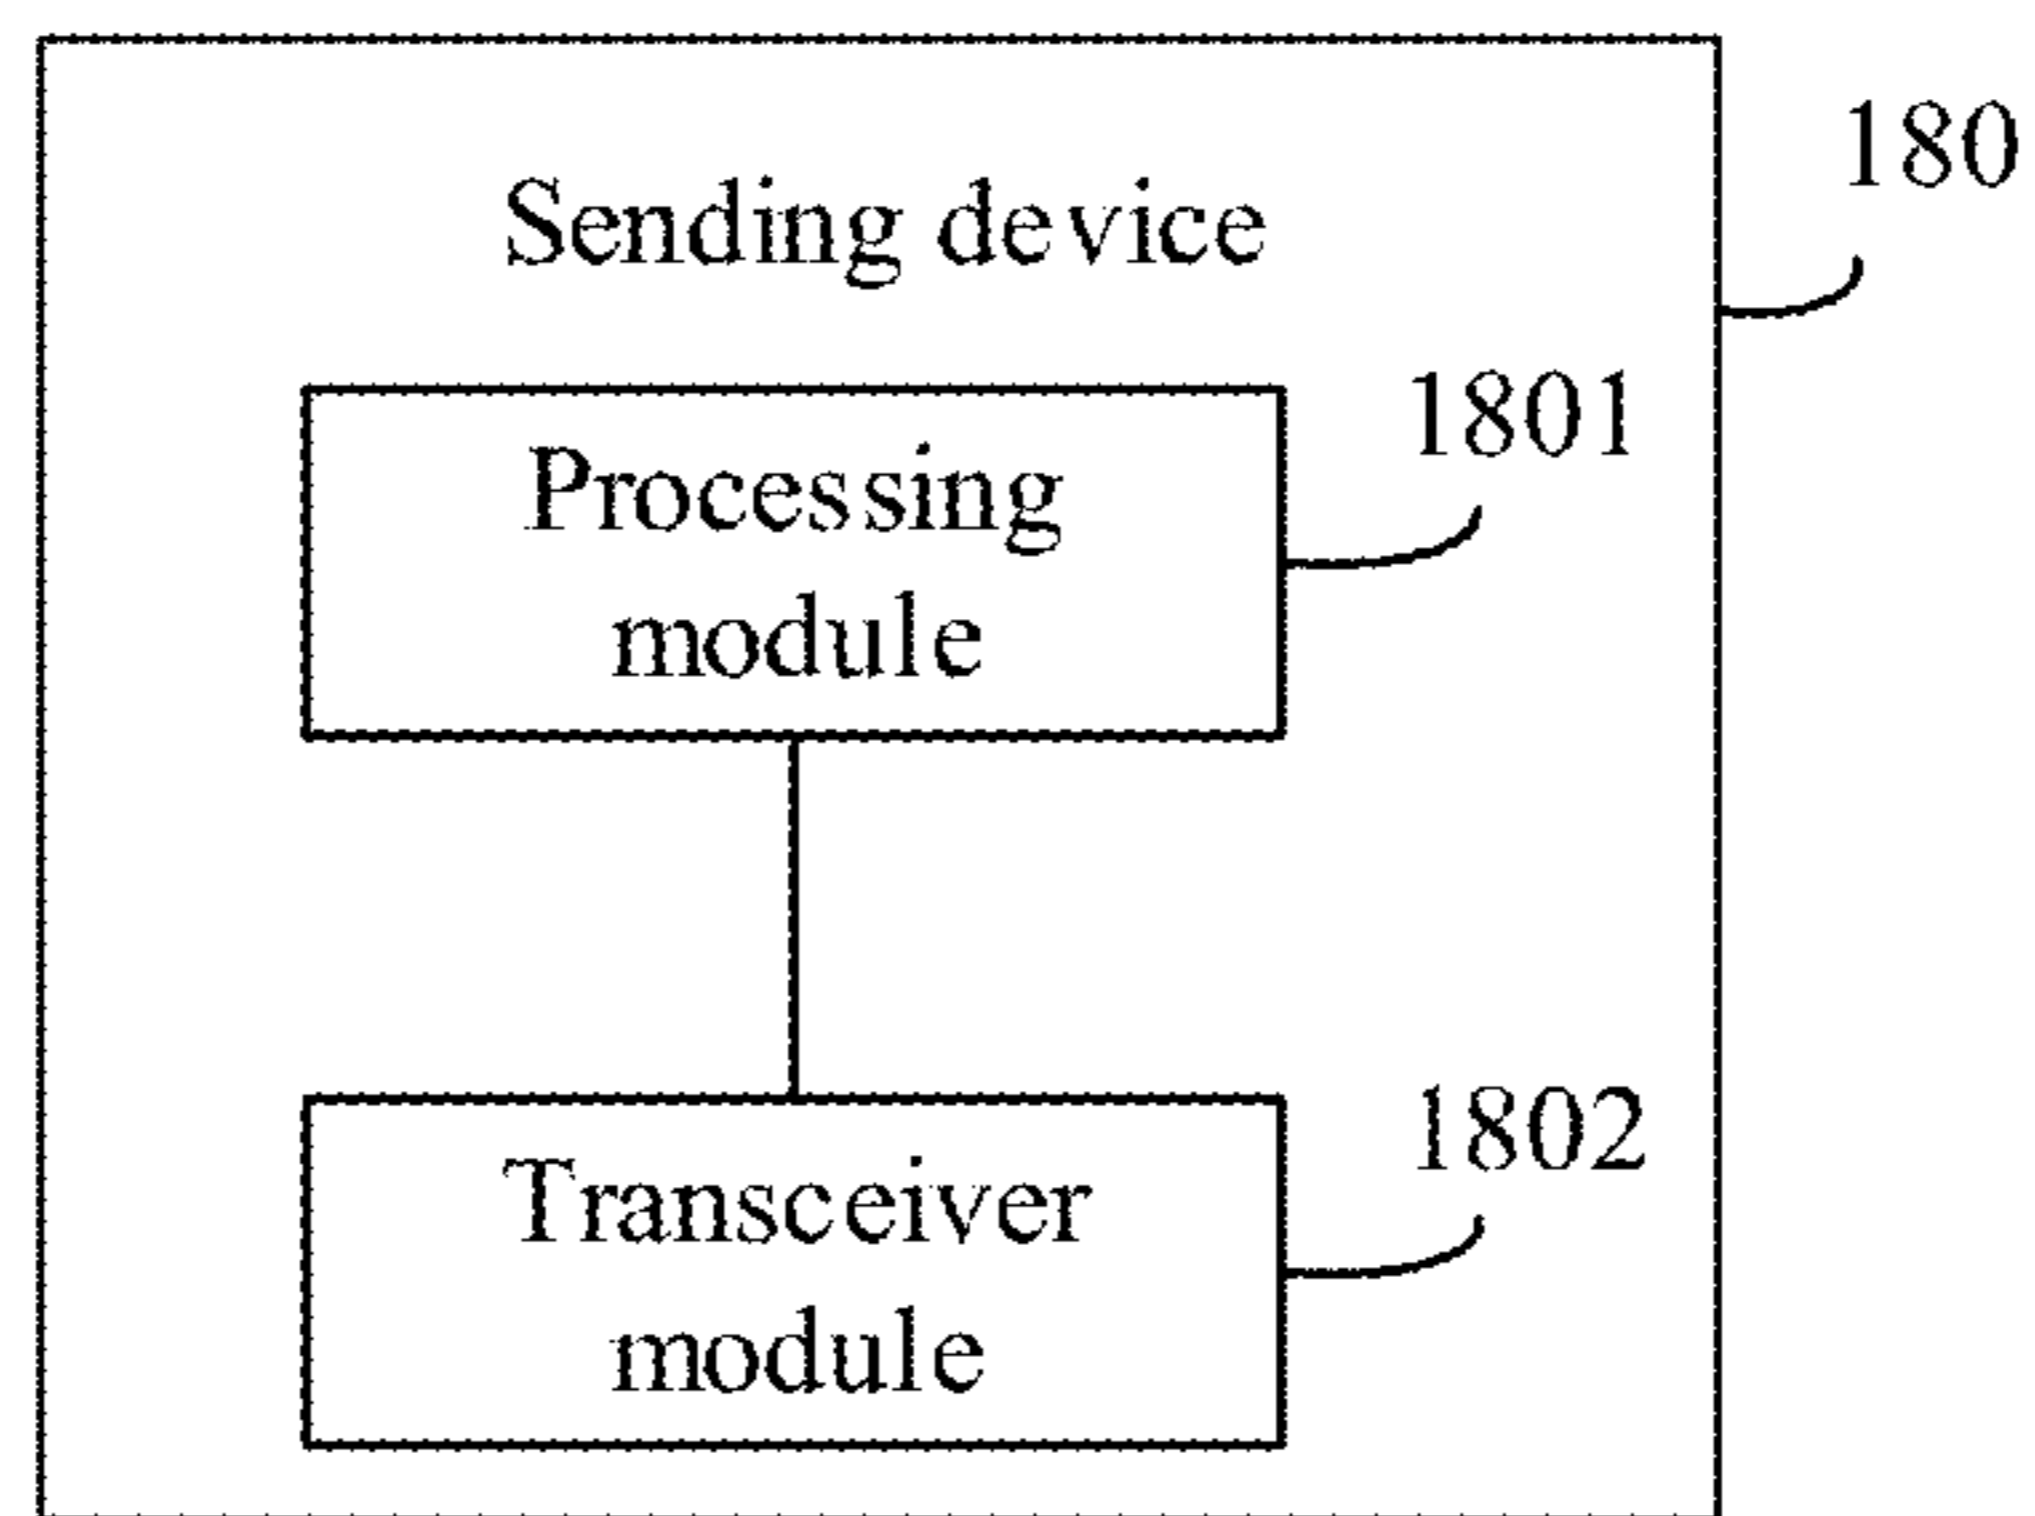 180
Sending device
1801
Processing
module
1802
Transceiver
module